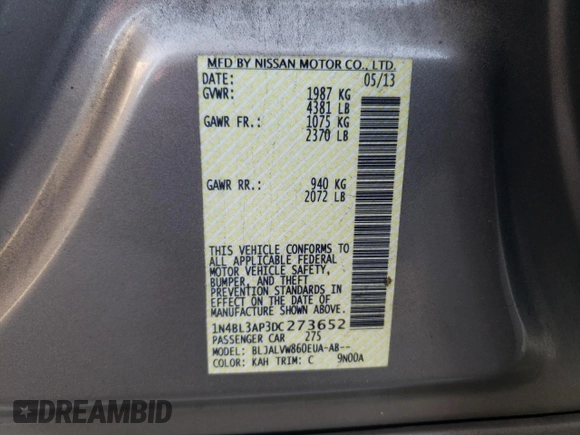 MFD BY NISSAN MOTOR CO., LTD.
DATE: 05/13
GVWR: 1987 KG
4381 LB
GAWR FR.: 1075 KG
2370 LB
GAWR RR.: 940 KG
2072 LB
THIS VEHICLE CONFORMS TO
ALL APPLICABLE FEDERAL
MOTOR VEHICLE SAFETY,
BUMPER, AND THEFT
PREVENTION STANDARDS IN
EFFECT ON THE DATE OF
MANUFACTURE SHOWN ABOVE.
1N4BL3AP3DC273652
PASSENGER CAR 275
MODEL: BLJALVW860EUA-AB--
COLOR: KAH TRIM: C 9N00A
DREAMBID